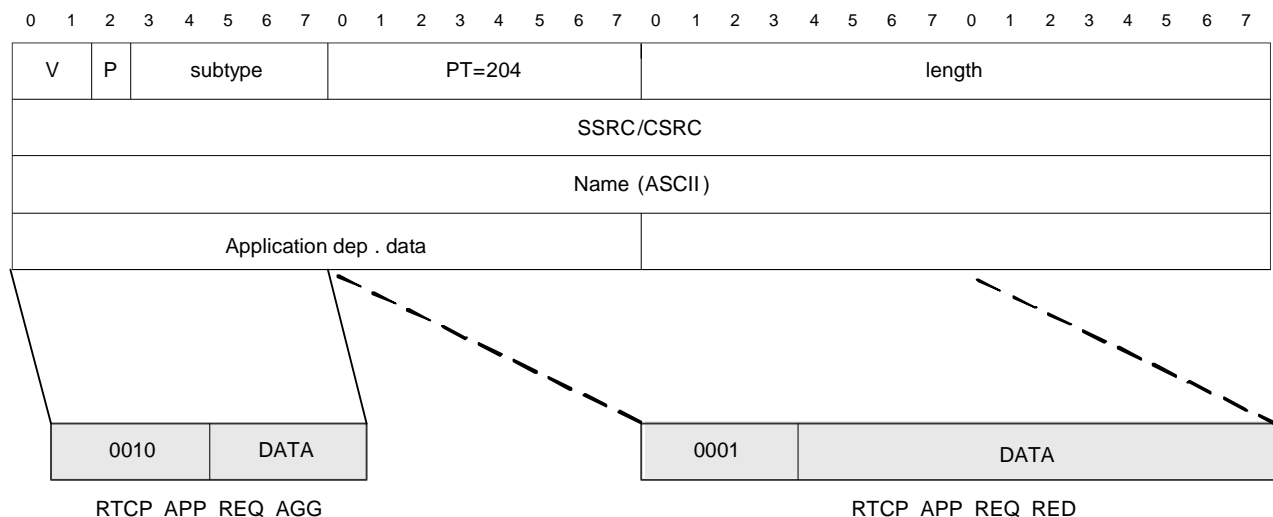 0 1 2 3 4 5 6 7 0 1 2 3 4 5 6 7 0 1 2 3 4 5 6 7 0 1 2 3 4 5 6 7
V P subtype PT=204 length
SSRC/CSRC
Name (ASCII)
Application dep . data
0010 DATA 0001 DATA
RTCP APP REQ AGG RTCP APP REQ RED